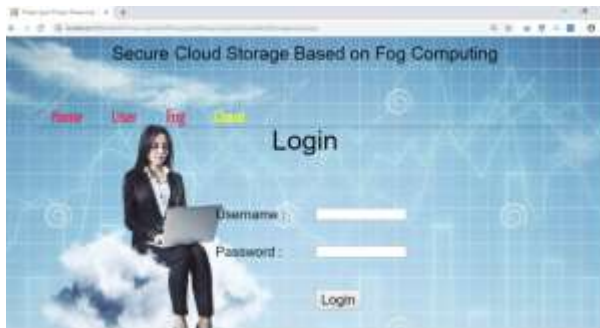 Secure Cloud Storage Based on Fog Computing
Home User Fog Cloud
Login
Username :
Password :
Login